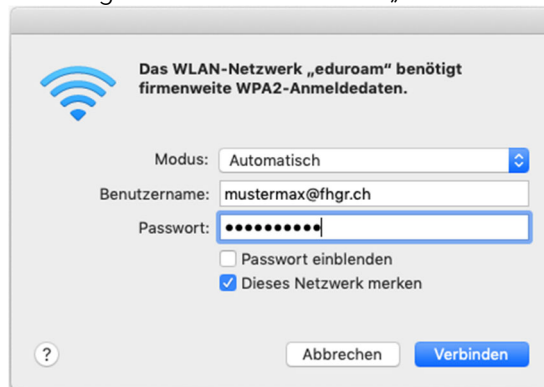 Das WLAN-Netzwerk „eduroam“ benötigt
firmenweite WPA2-Anmeldedaten.
Modus: Automatisch
Benutzername: mustermax@fhgr.ch
Passwort: ••••••••••
Passwort einblenden
Dieses Netzwerk merken
? Abbrechen Verbinden